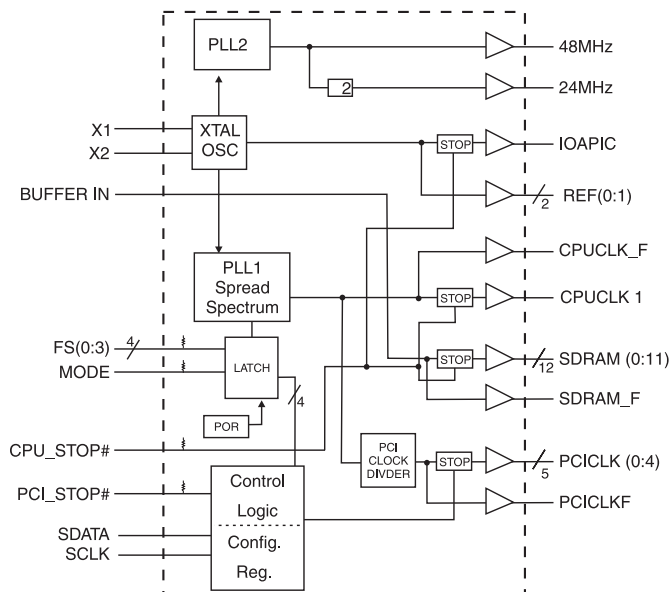 PLL2
48MHz
2
24MHz
X1
X2
XTAL
OSC
STOP
IOAPIC
BUFFER IN
2
REF(0:1)
CPUCLK_F
PLL1
Spread
Spectrum
STOP
CPUCLK 1
FS(0:3)
4
MODE
LATCH
STOP
12
SDRAM (0:11)
SDRAM_F
4
POR
CPU_STOP#
PCI
CLOCK
DIVDER
STOP
5
PCICLK (0:4)
PCICLKF
PCI_STOP#
Control
Logic
SDATA
SCLK
Config.
Reg.